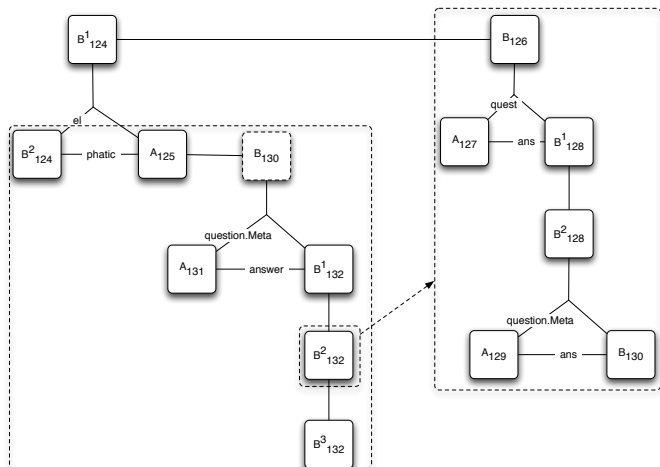 B¹124
B126
el
quest
B²124
phatic
A125
B130
A127
ans
B¹128
B²128
question.Meta
A131
answer
B¹132
question.Meta
B²132
A129
ans
B130
B³132